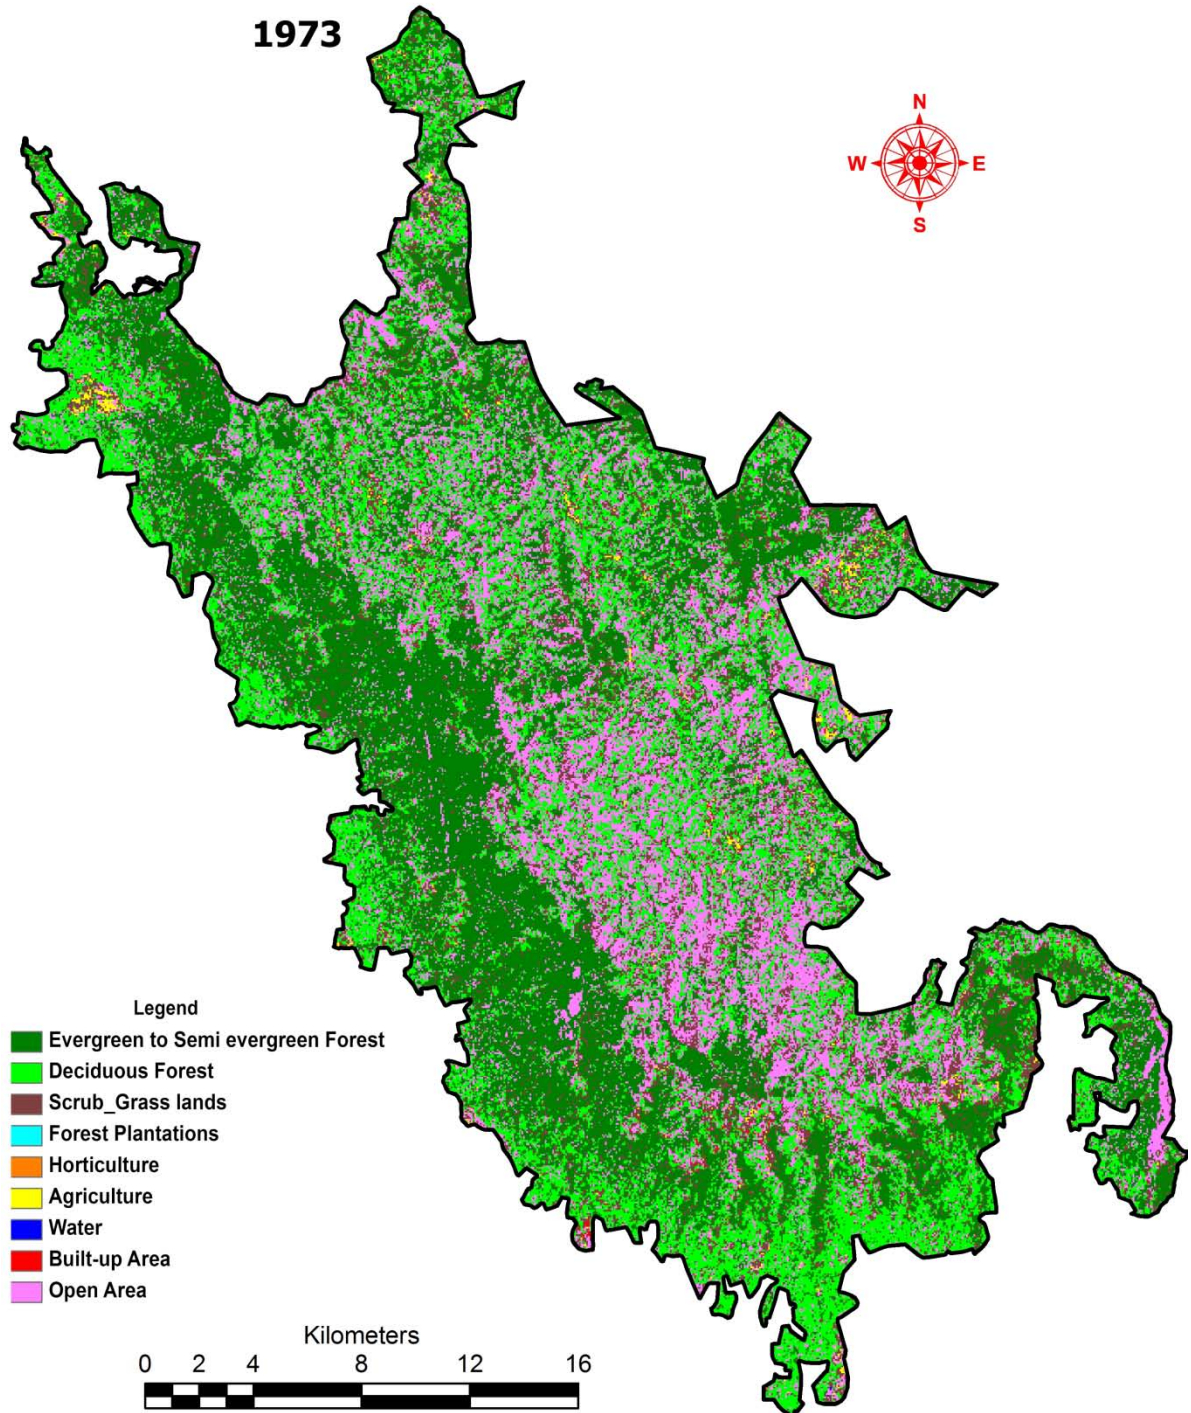 1973
N
W E
S
Legend
Evergreen to Semi evergreen Forest
Deciduous Forest
Scrub_Grass lands
Forest Plantations
Horticulture
Agriculture
Water
Built-up Area
Open Area
Kilometers
0 2 4 8 12 16